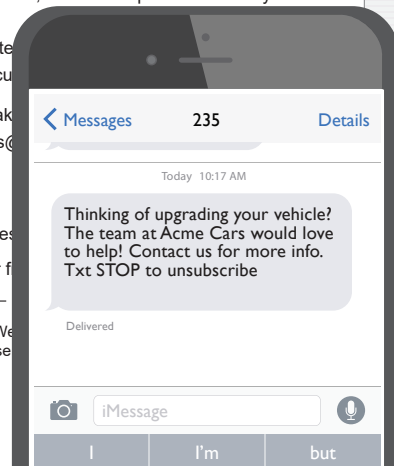 Messages 235 Details
Today 10:17 AM
Thinking of upgrading your vehicle?
The team at Acme Cars would love
to help! Contact us for more info.
Txt STOP to unsubscribe
Delivered
iMessage
I I'm but